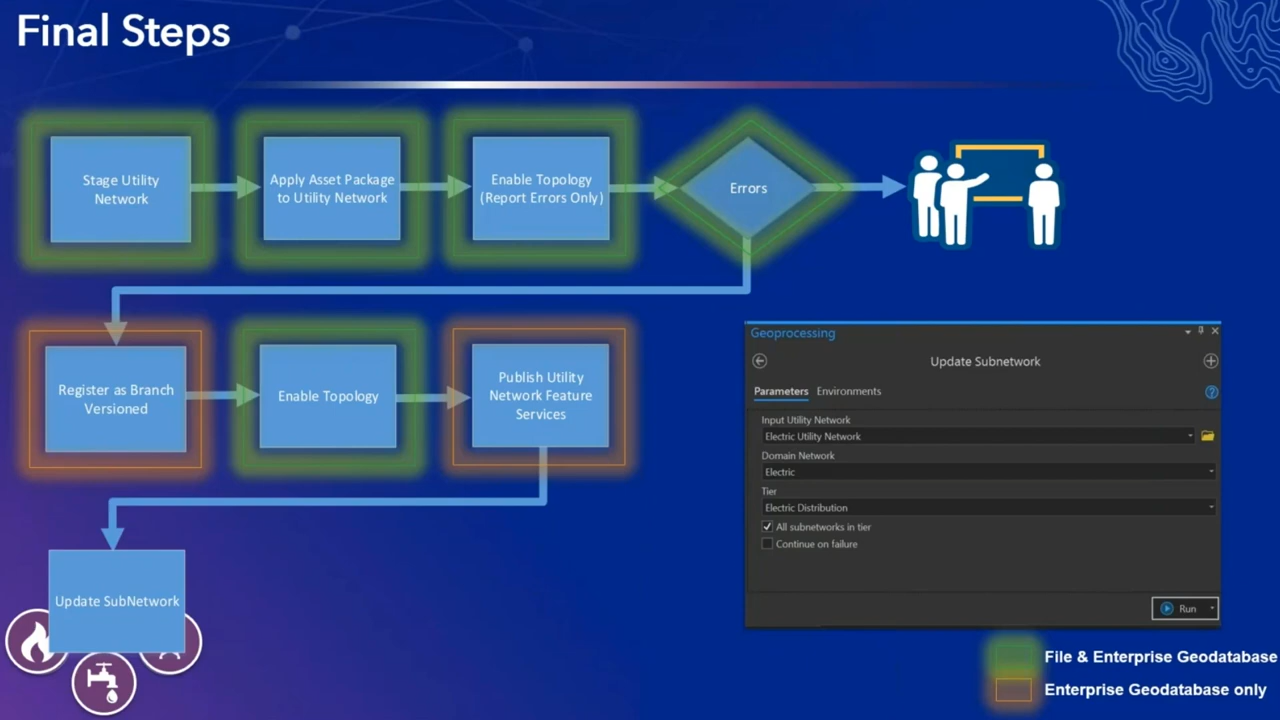 Final Steps
Stage Utility
Network
Apply Asset Package
to Utility Network
Enable Topology
(Report Errors Only)
Errors
Register as Branch
Versioned
Enable Topology
Publish Utility
Network Feature
Services
Update SubNetwork
Geoprocessing
Update Subnetwork
Parameters Environments
Input Utility Network
Electric Utility Network
Domain Network
Electric
Tier
Electric Distribution
All subnetworks in tier
Continue on failure
Run
File & Enterprise Geodatabase
Enterprise Geodatabase only